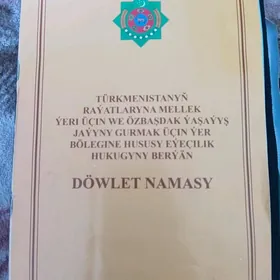 TÜRKMENISTANYŇ
RAÝATLARYNA MELLEK
ÝERI ÜÇIN WE ÖZBAŞDAK ÝAŞAÝYŞ
JAÝYNY GURMAK ÜÇIN ÝER
BÖLEGINE HUSUSY EÝEÇILIK
HUKUGYNY BERÝÄN
DÖWLET NAMASY